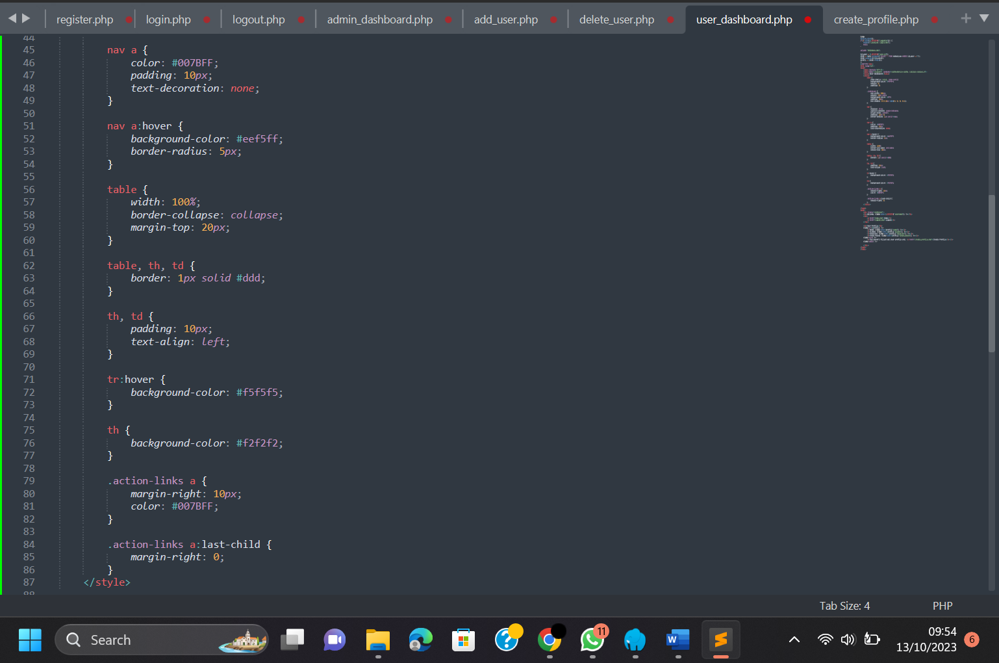 register.php login.php logout.php admin_dashboard.php add_user.php delete_user.php user_dashboard.php create_profile.php
44
45 nav a {
46 color: #007BFF;
47 padding: 10px;
48 text-decoration: none;
49 }
50
51 nav a:hover {
52 background-color: #eef5ff;
53 border-radius: 5px;
54 }
55
56 table {
57 width: 100%;
58 border-collapse: collapse;
59 margin-top: 20px;
60 }
61
62 table, th, td {
63 border: 1px solid #ddd;
64 }
65
66 th, td {
67 padding: 10px;
68 text-align: left;
69 }
70
71 tr:hover {
72 background-color: #f5f5f5;
73 }
74
75 th {
76 background-color: #f2f2f2;
77 }
78
79 .action-links a {
80 margin-right: 10px;
81 color: #007BFF;
82 }
83
84 .action-links a:last-child {
85 margin-right: 0;
86 }
87 </style>
88
Tab Size: 4 PHP
Search
11
W
09:54
13/10/2023
6